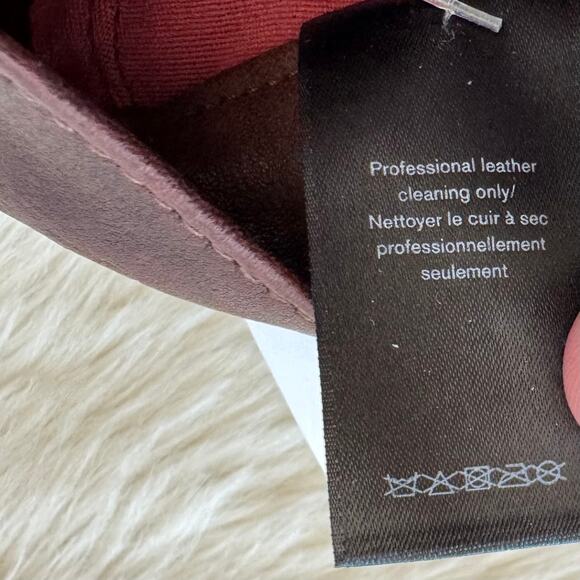 Professional leather
cleaning only/
Nettoyer le cuir à sec
professionnellement
seulement